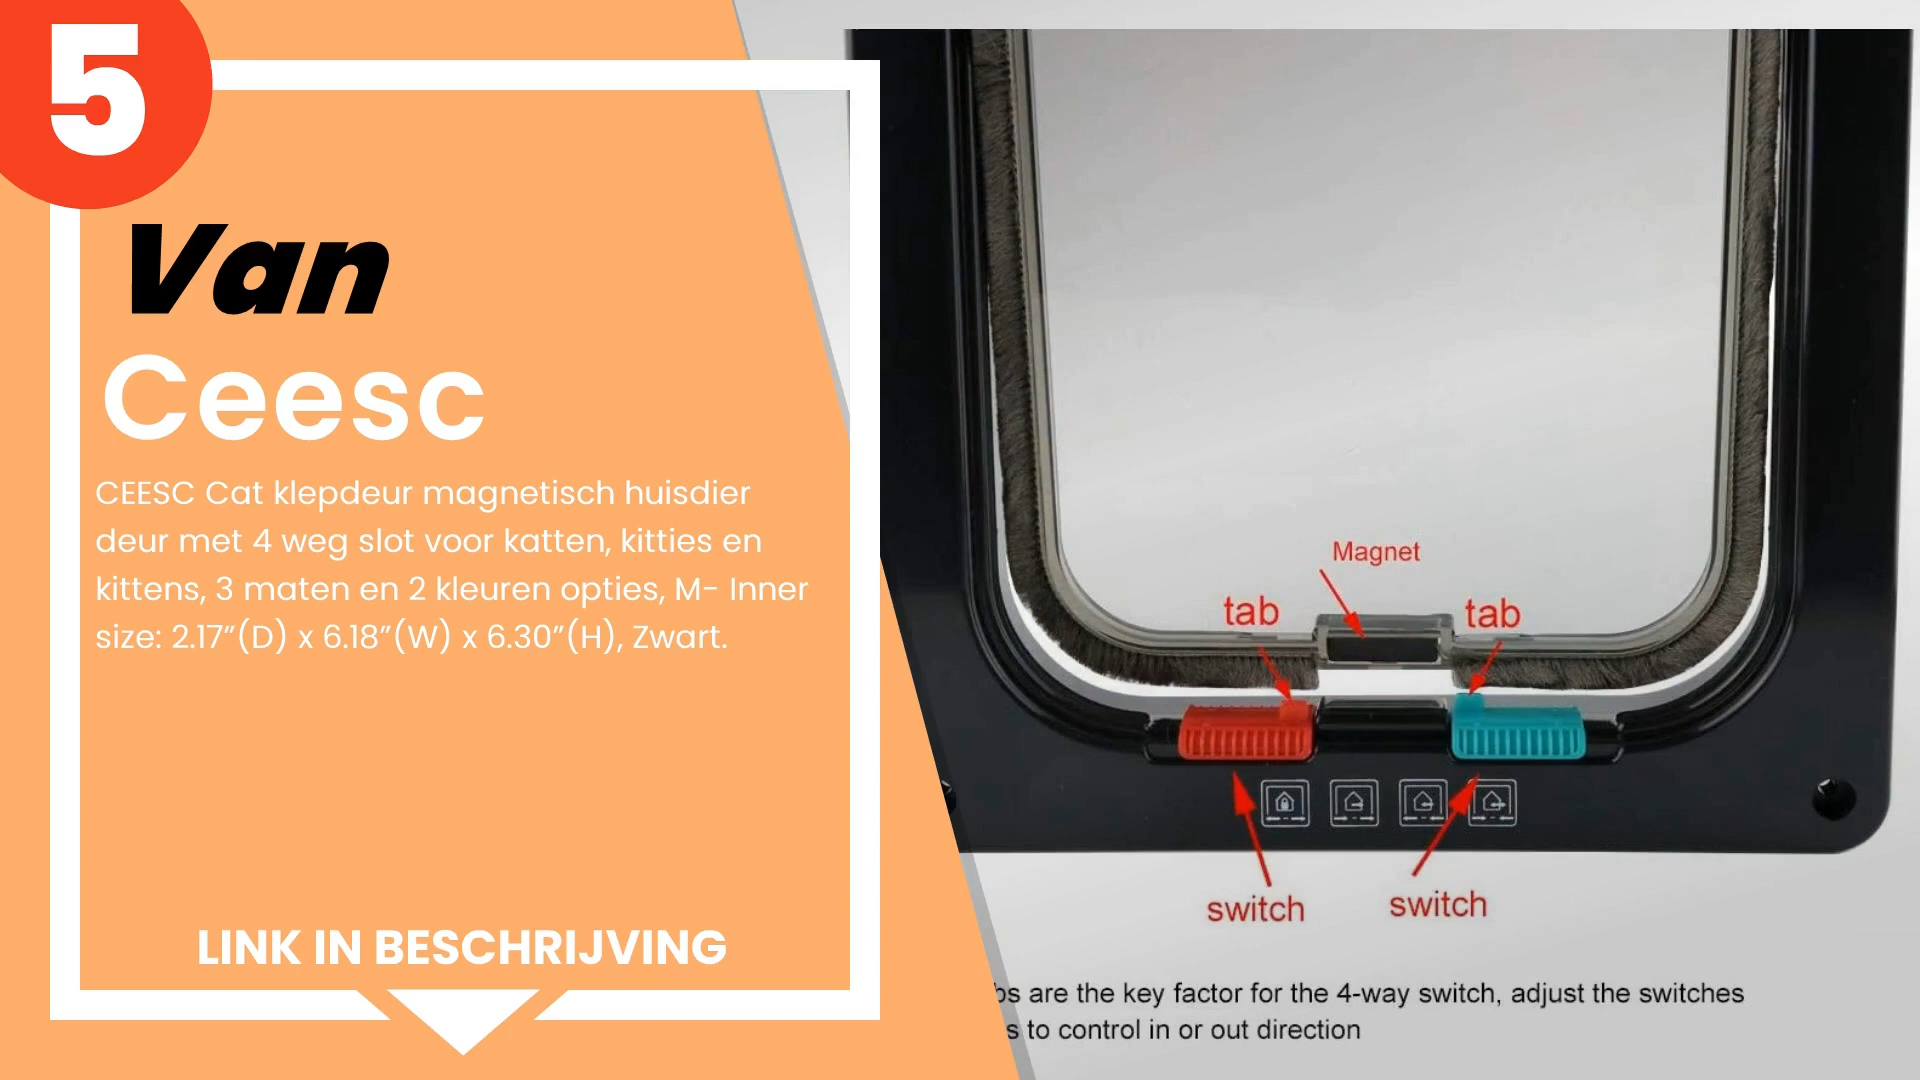 5
Van
Ceesc
CEESC Cat klepdeur magnetisch huisdier
deur met 4 weg slot voor katten, kitties en
kittens, 3 maten en 2 kleuren opties, M- Inner
size: 2.17”(D) x 6.18”(W) x 6.30”(H), Zwart.
LINK IN BESCHRIJVING
Magnet
tab
tab
switch
switch
are the key factor for the 4-way switch, adjust the switches
to control in or out direction